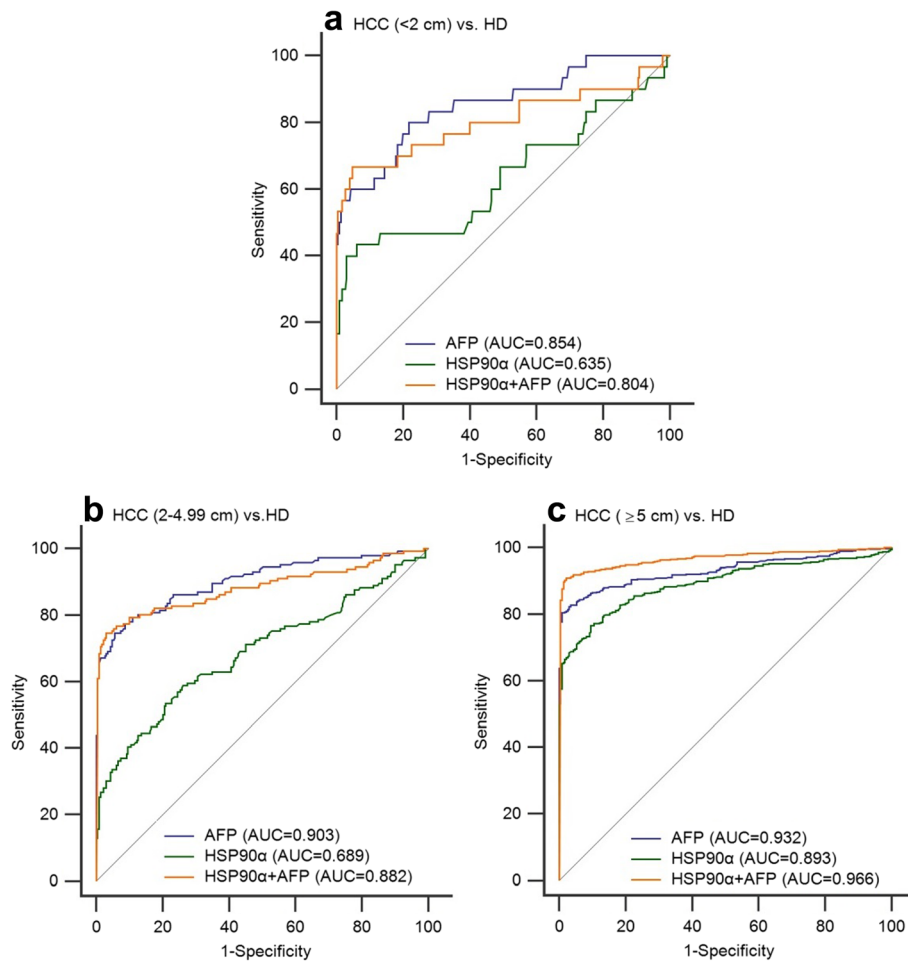 a HCC (<2 cm) vs. HD
100
80
60
40
20
0
Sensitivity
AFP (AUC=0.854)
HSP90α (AUC=0.635)
HSP90α+AFP (AUC=0.804)
0 20 40 60 80 100
1-Specificity
b HCC (2-4.99 cm) vs.HD
100
80
60
40
20
0
Sensitivity
AFP (AUC=0.903)
HSP90α (AUC=0.689)
HSP90α+AFP (AUC=0.882)
0 20 40 60 80 100
1-Specificity
c HCC ( ≥5 cm) vs. HD
100
80
60
40
20
0
Sensitivity
AFP (AUC=0.932)
HSP90α (AUC=0.893)
HSP90α+AFP (AUC=0.966)
0 20 40 60 80 100
1-Specificity